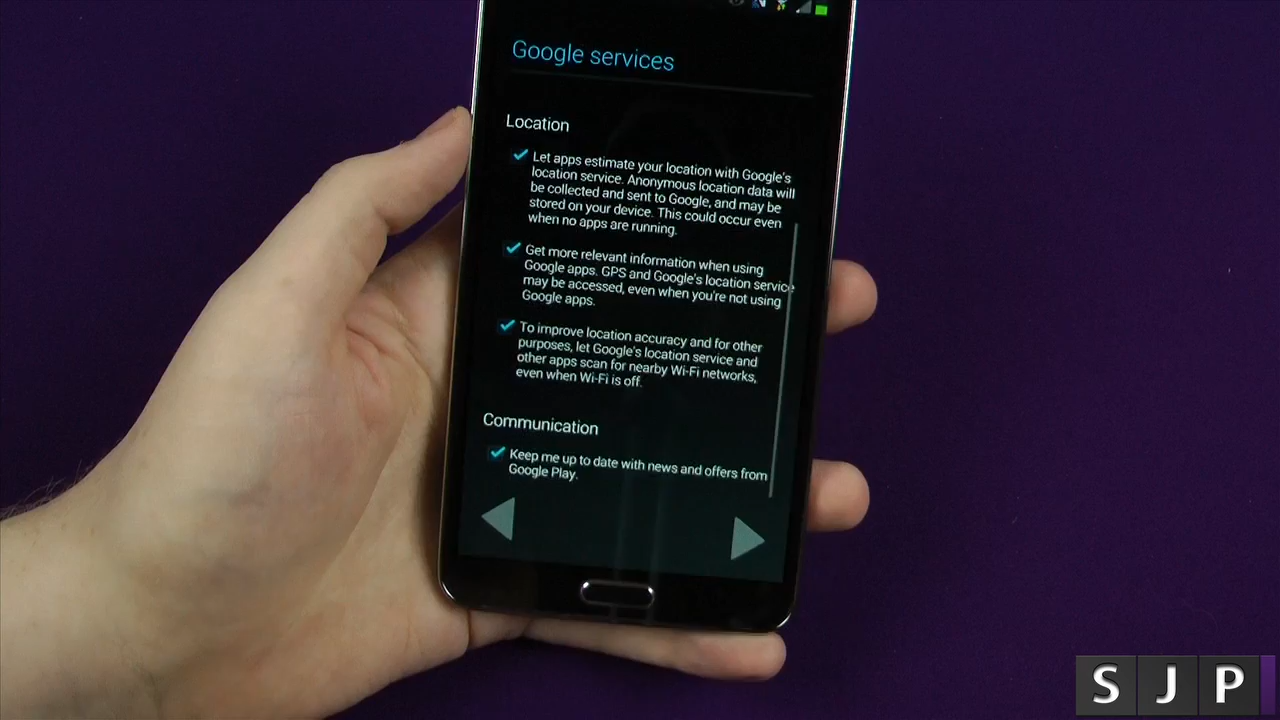 Google services
Location
Let apps estimate your location with Google's
location service. Anonymous location data will
be collected and sent to Google, and may be
stored on your device. This could occur even
when no apps are running.
Get more relevant information when using
Google apps. GPS and Google's location service
may be accessed, even when you're not using
Google apps.
To improve location accuracy and for other
purposes, let Google's location service and
other apps scan for nearby Wi-Fi networks,
even when Wi-Fi is off.
Communication
Keep me up to date with news and offers from
Google Play.
SJP